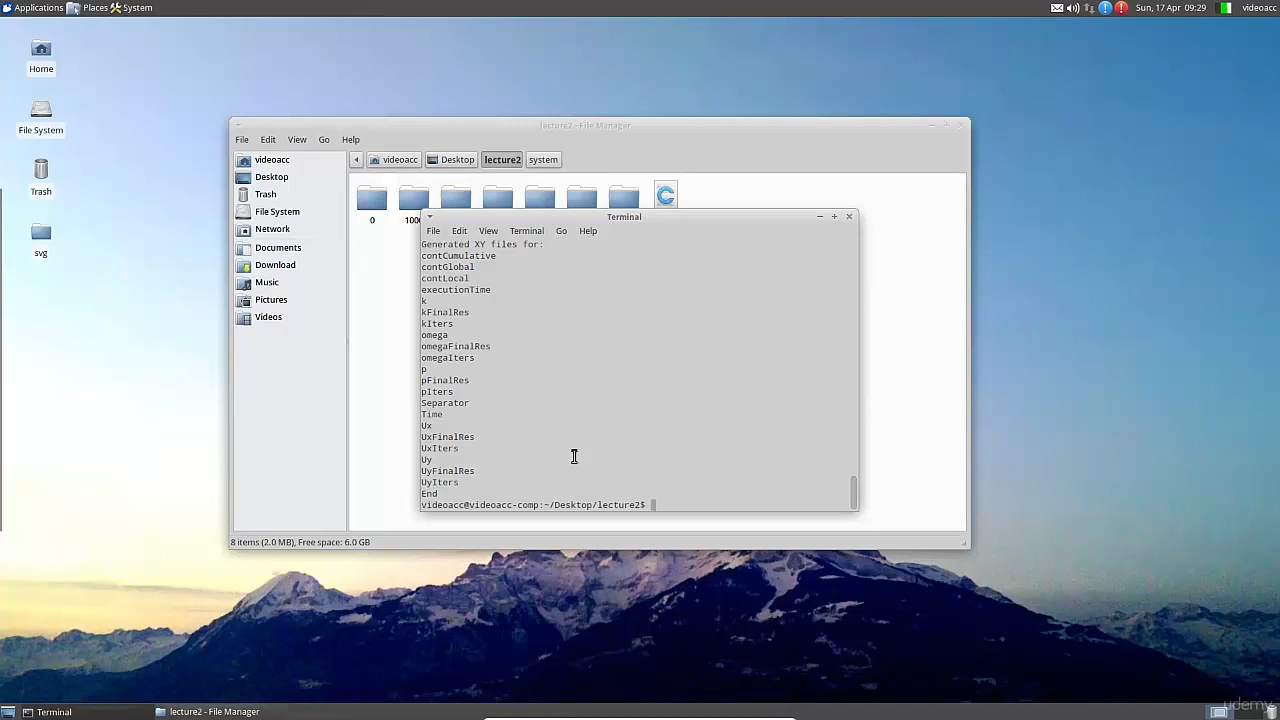 Applications Places System
Sun, 17 Apr 09:29 videoacc
Home
File System
Trash
svg
lecture2 - File Manager
File Edit View Go Help
videoacc Desktop lecture2 system
videoacc
Desktop
Trash
File System
Network
Documents
Download
Music
Pictures
Videos
0 100
Terminal
File Edit View Terminal Go Help
Generated XY files for:
contCumulative
contGlobal
contLocal
executionTime
k
kFinalRes
kIters
omega
omegaFinalRes
omegaIters
p
pFinalRes
pIters
Separator
Time
Ux
UxFinalRes
UxIters
Uy
UyFinalRes
UyIters
End
videoacc@videoacc-comp:~/Desktop/lecture2$
8 items (2.0 MB), Free space: 6.0 GB
Terminal lecture2 - File Manager
udemy